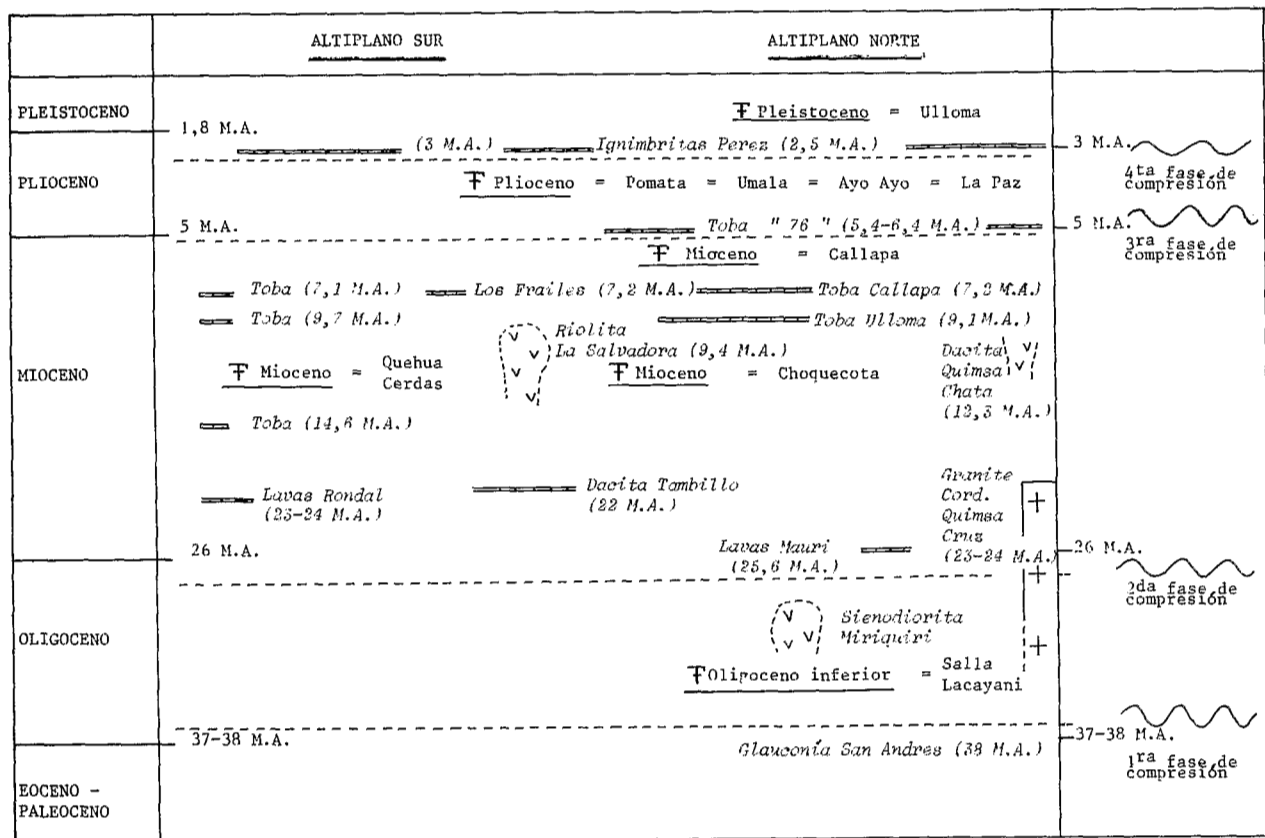 ALTIPLANO SUR ALTIPLANO NORTE
PLEISTOCENO
Ŧ Pleistoceno = Ulloma
1,8 M.A.
(3 M.A.) Ignimbritas Perez (2,5 M.A.) 3 M.A.
4ta fase de
compresión
PLIOCENO
Ŧ Plioceno = Pomata = Umala = Ayo Ayo = La Paz
5 M.A. Toba " 76 " (5,4-6,4 M.A.) 5 M.A.
3ra fase de
compresión
Ŧ Mioceno = Callapa
Toba (7,1 M.A.) Los Frailes (7,2 M.A.) Toba Callapa (7,2 M.A.)
Toba (9,7 M.A.) Toba Ulloma (9,1 M.A.)
Riolita
La Salvadora (9,4 M.A.)
Dacita
Quimsa
Chata
(12,3 M.A.)
MIOCENO
Ŧ Mioceno = Quehua
Cerdas
Ŧ Mioceno = Choquecota
Toba (14,6 M.A.)
Lavas Rondal
(23-24 M.A.)
Dacita Tambillo
(22 M.A.)
Granite
Cord.
Quimsa
Cruz
(23-24 M.A.)
26 M.A. Lavas Mauri
(25,6 M.A.)
26 M.A.
2da fase de
compresión
OLIGOCENO
Sienodiorita
Miriquiri
Ŧ Oligoceno inferior = Salla
Lacayani
37-38 M.A. Glauconía San Andres (38 M.A.) 37-38 M.A.
1ra fase de
compresión
EOCENO -
PALEOCENO